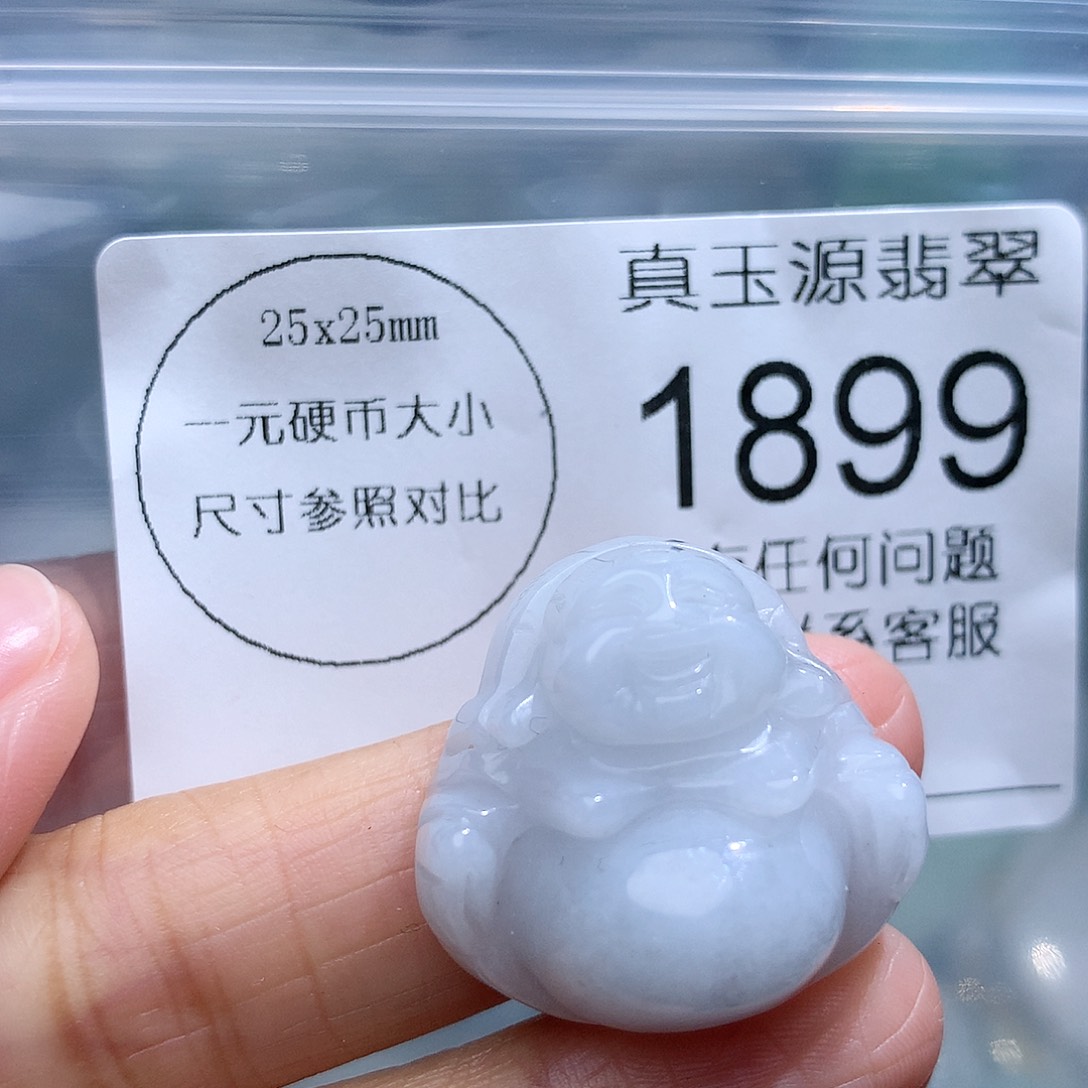 25x25mm
一元硬币大小
尺寸参照对比
真玉源翡翠
1899
任何问题
系客服